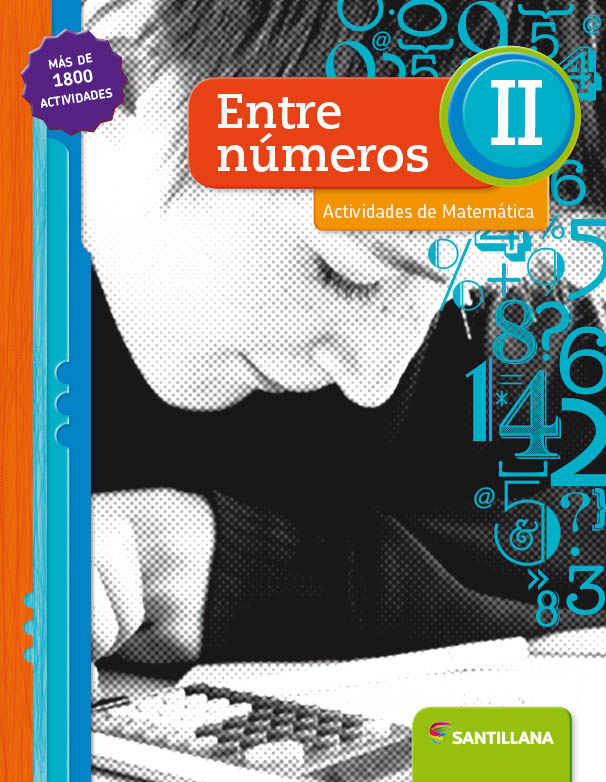 MÁS DE
1800
ACTIVIDADES
Entre
números
II
Actividades de Matemática
SANTILLANA